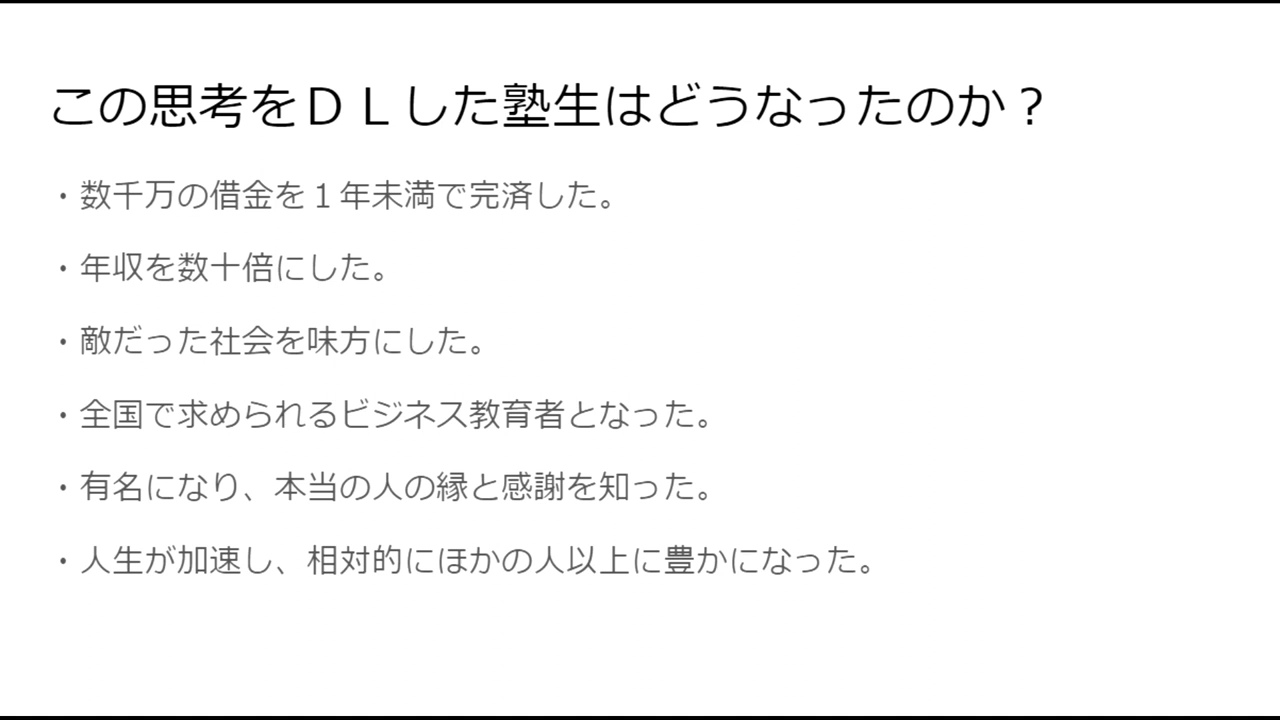 この思考をＤＬした塾生はどうなったのか？
・数千万の借金を１年未満で完済した。
・年収を数十倍にした。
・敵だった社会を味方にした。
・全国で求められるビジネス教育者となった。
・有名になり、本当の人の縁と感謝を知った。
・人生が加速し、相対的にほかの人以上に豊かになった。